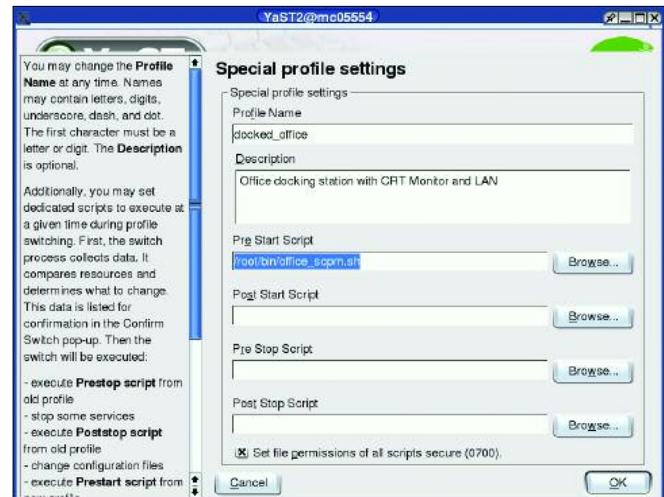 YaST2@mc05554
YaST
You may change the Profile
Name at any time. Names
may contain letters, digits,
underscore, dash, and dot.
The first character must be a
letter or digit. The Description
is optional.
Additionally, you may set
dedicated scripts to execute at
a given time during profile
switching. First, the switch
process collects data. It
compares resources and
determines what to change.
This data is listed for
confirmation in the Confirm
Switch pop-up. Then the
switch will be executed:
- execute Prestop script from
old profile
- stop some services
- execute Poststop script
from old profile
- change configuration files
- execute Prestart script from
new profile
Special profile settings
Special profile settings
Profile Name
docked_office
Description
Office docking station with CRT Monitor and LAN
Pre Start Script
/root/bin/office_scpm.sh
Browse...
Post Start Script
Browse...
Pre Stop Script
Browse...
Post Stop Script
Browse...
Set file permissions of all scripts secure (0700).
Cancel
OK